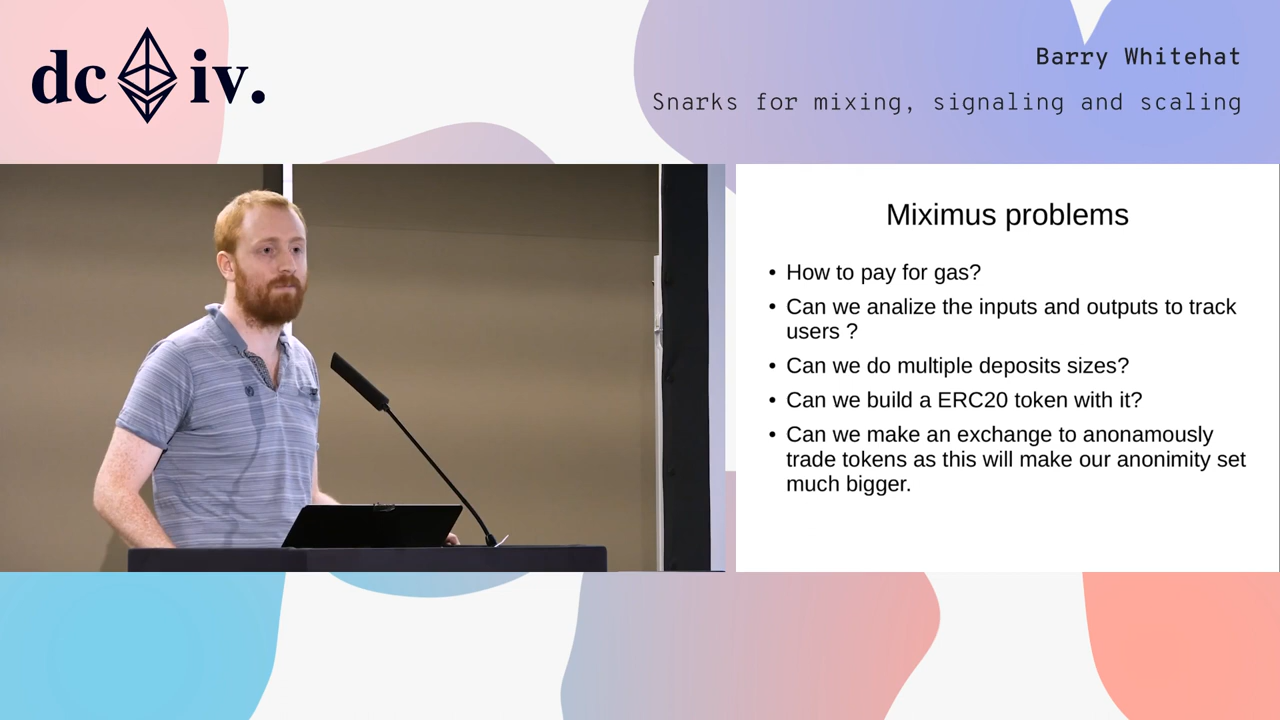 dc iv.
Barry Whitehat
Snarks for mixing, signaling and scaling
Miximus problems
• How to pay for gas?
• Can we analize the inputs and outputs to track
users ?
• Can we do multiple deposits sizes?
• Can we build a ERC20 token with it?
• Can we make an exchange to anonamously
trade tokens as this will make our anonimity set
much bigger.